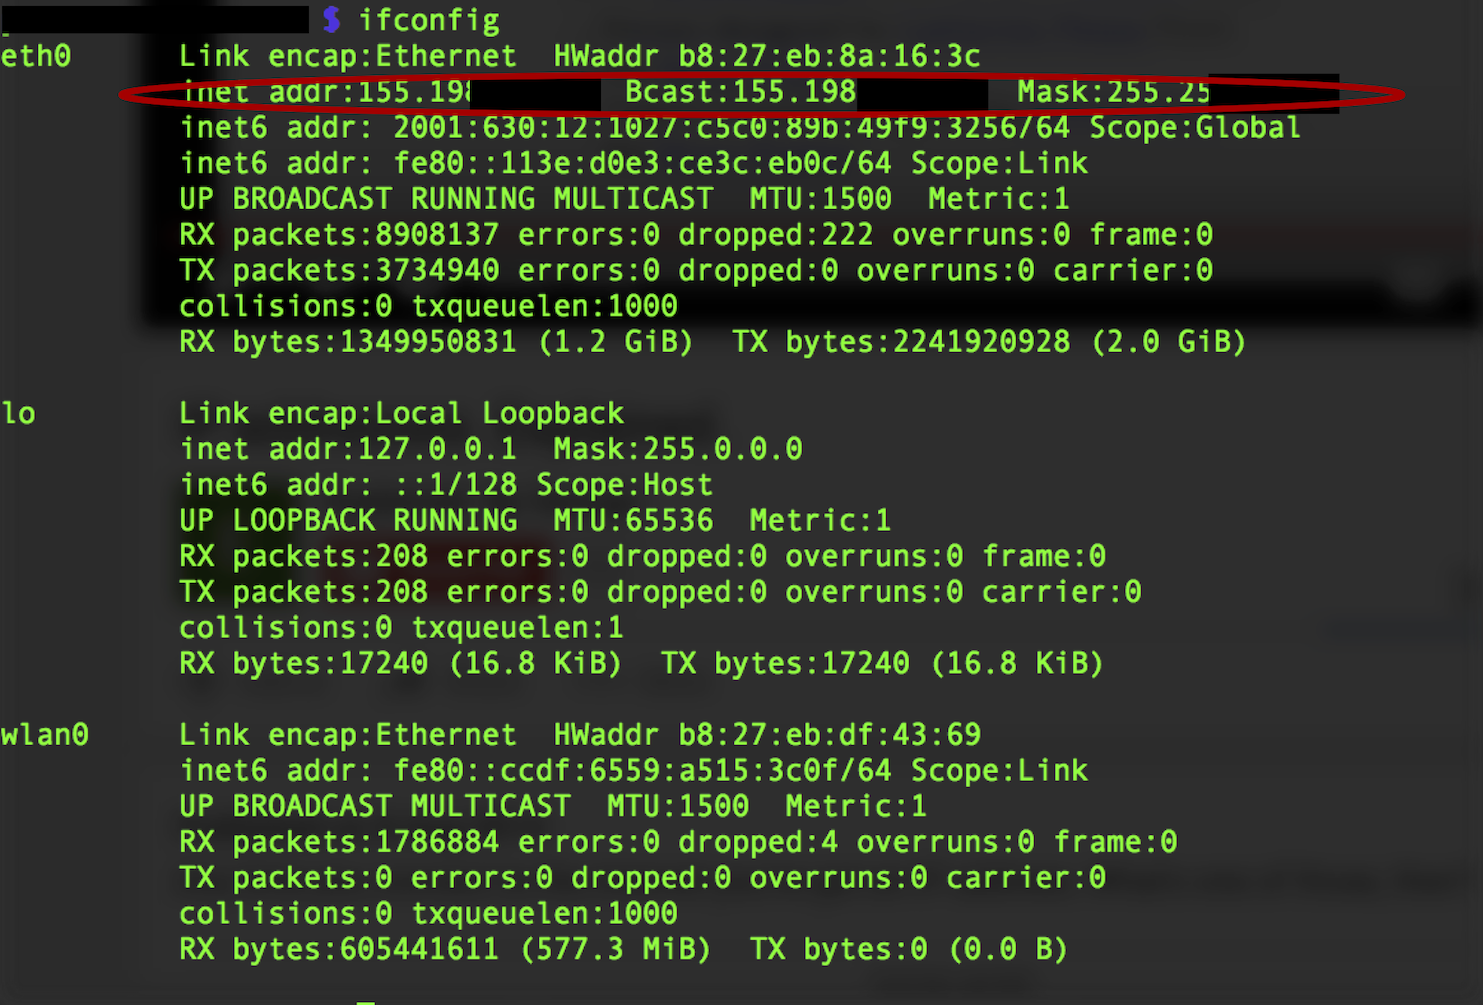 $ ifconfig
eth0 Link encap:Ethernet HWaddr b8:27:eb:8a:16:3c
inet addr:155.198 Bcast:155.198 Mask:255.25
inet6 addr: 2001:630:12:1027:c5c0:89b:49f9:3256/64 Scope:Global
inet6 addr: fe80::113e:d0e3:ce3c:eb0c/64 Scope:Link
UP BROADCAST RUNNING MULTICAST MTU:1500 Metric:1
RX packets:8908137 errors:0 dropped:222 overruns:0 frame:0
TX packets:3734940 errors:0 dropped:0 overruns:0 carrier:0
collisions:0 txqueuelen:1000
RX bytes:1349950831 (1.2 GiB) TX bytes:2241920928 (2.0 GiB)
lo Link encap:Local Loopback
inet addr:127.0.0.1 Mask:255.0.0.0
inet6 addr: ::1/128 Scope:Host
UP LOOPBACK RUNNING MTU:65536 Metric:1
RX packets:208 errors:0 dropped:0 overruns:0 frame:0
TX packets:208 errors:0 dropped:0 overruns:0 carrier:0
collisions:0 txqueuelen:1
RX bytes:17240 (16.8 KiB) TX bytes:17240 (16.8 KiB)
wlan0 Link encap:Ethernet HWaddr b8:27:eb:df:43:69
inet6 addr: fe80::ccdf:6559:a515:3c0f/64 Scope:Link
UP BROADCAST MULTICAST MTU:1500 Metric:1
RX packets:1786884 errors:0 dropped:4 overruns:0 frame:0
TX packets:0 errors:0 dropped:0 overruns:0 carrier:0
collisions:0 txqueuelen:1000
RX bytes:605441611 (577.3 MiB) TX bytes:0 (0.0 B)